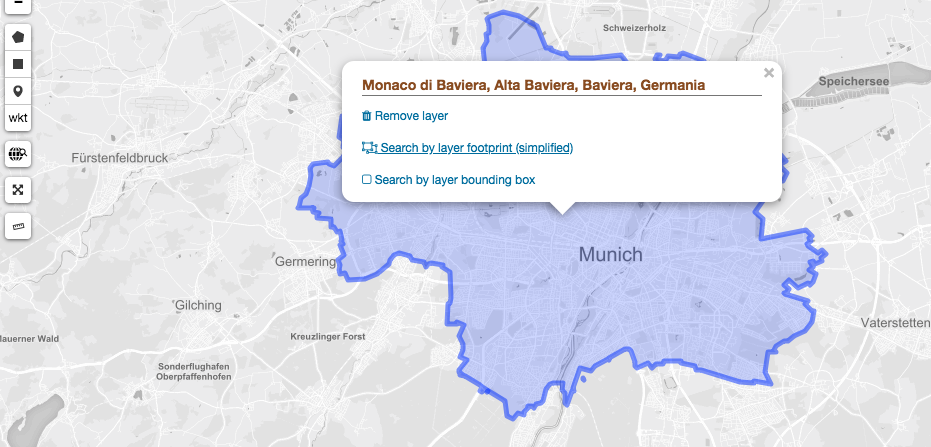 Schweizerholz
Monaco di Baviera, Alta Baviera, Baviera, Germania
×
Speichersee
Remove layer
wkt
Search by layer footprint (simplified)
Fürstenfeldbruck
Search by layer bounding box
Munich
Germering
Gilching
Vaterstetten
Kreuzlinger Forst
auerner Wald
Sonderflughafen
Oberpfaffenhofen